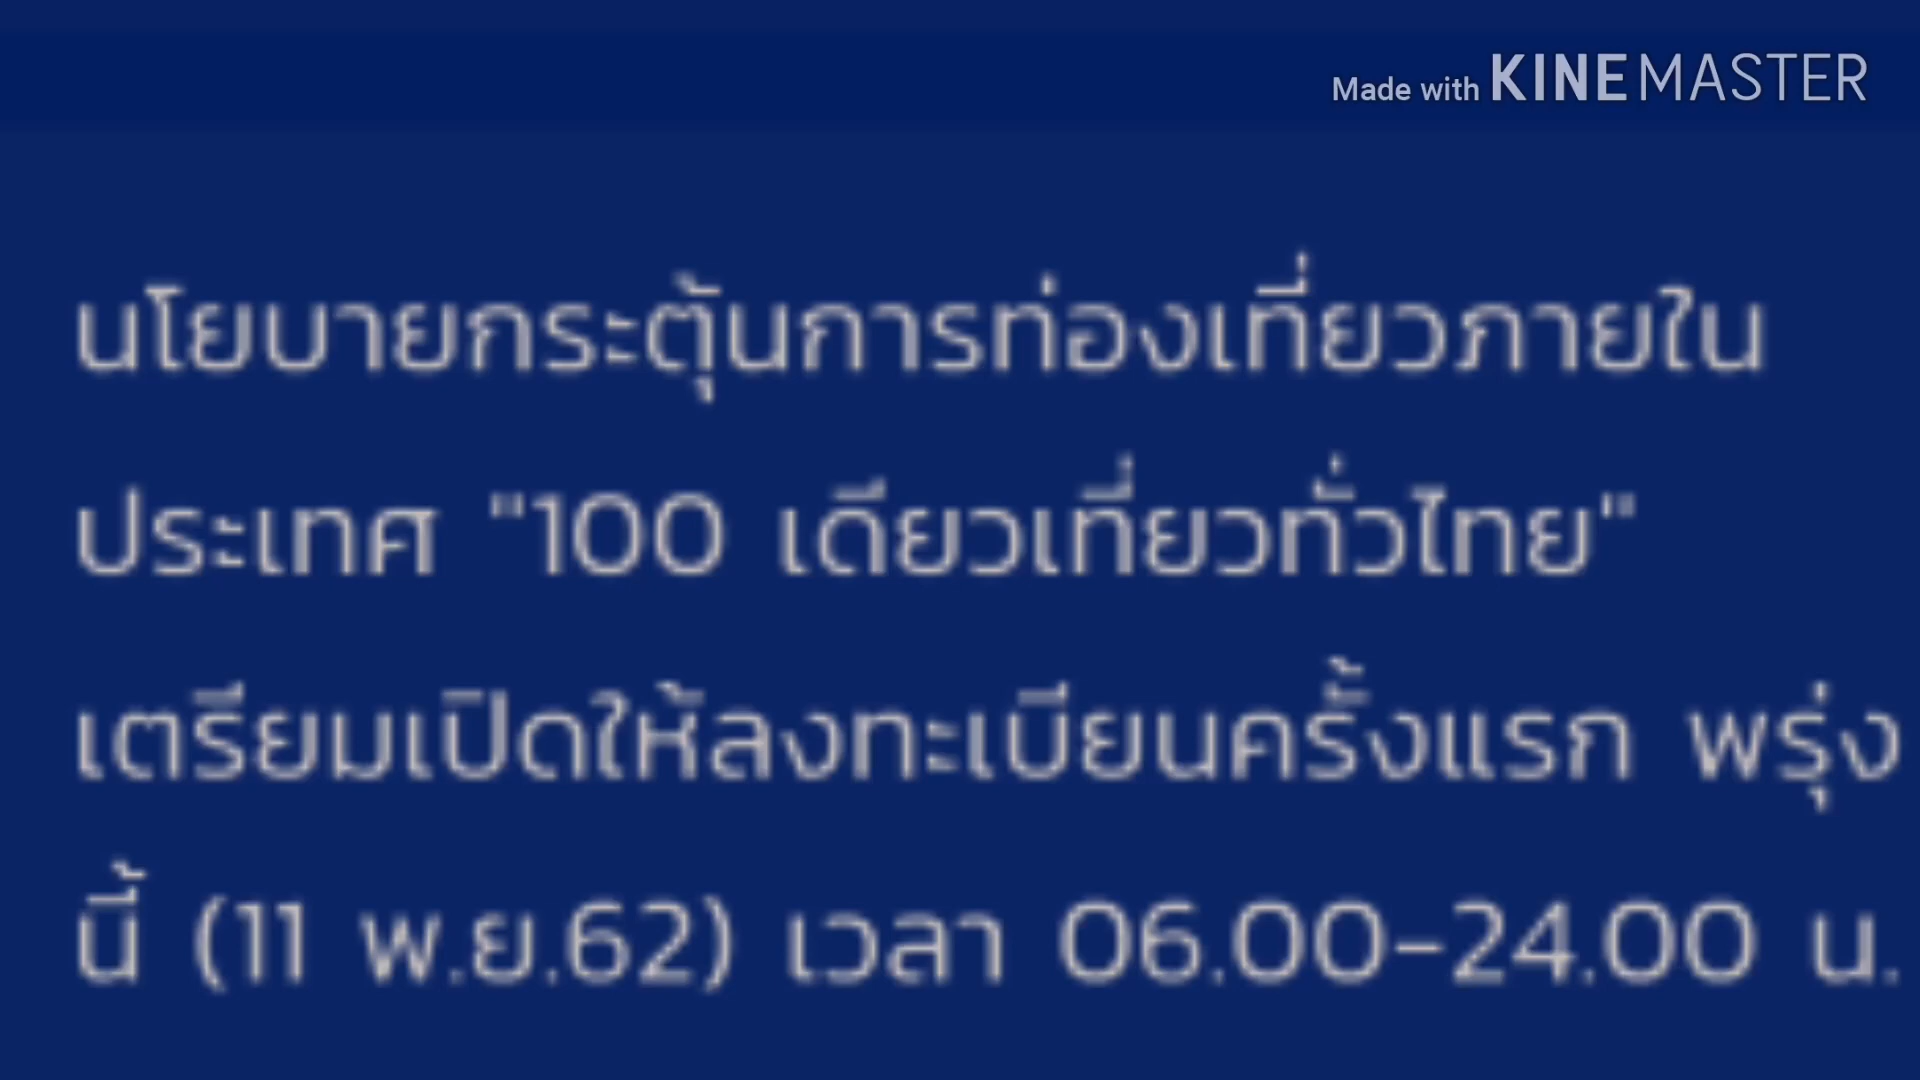 Made with KINEMASTER
นโยบายกระตุ้นการท่องเที่ยวภายใน
ประเทศ "100 เดียวเที่ยวทั่วไทย"
เตรียมเปิดให้ลงทะเบียนครั้งแรก พรุ่ง
นี้ (11 พ.ย.62) เวลา 06.00-24.00 น.